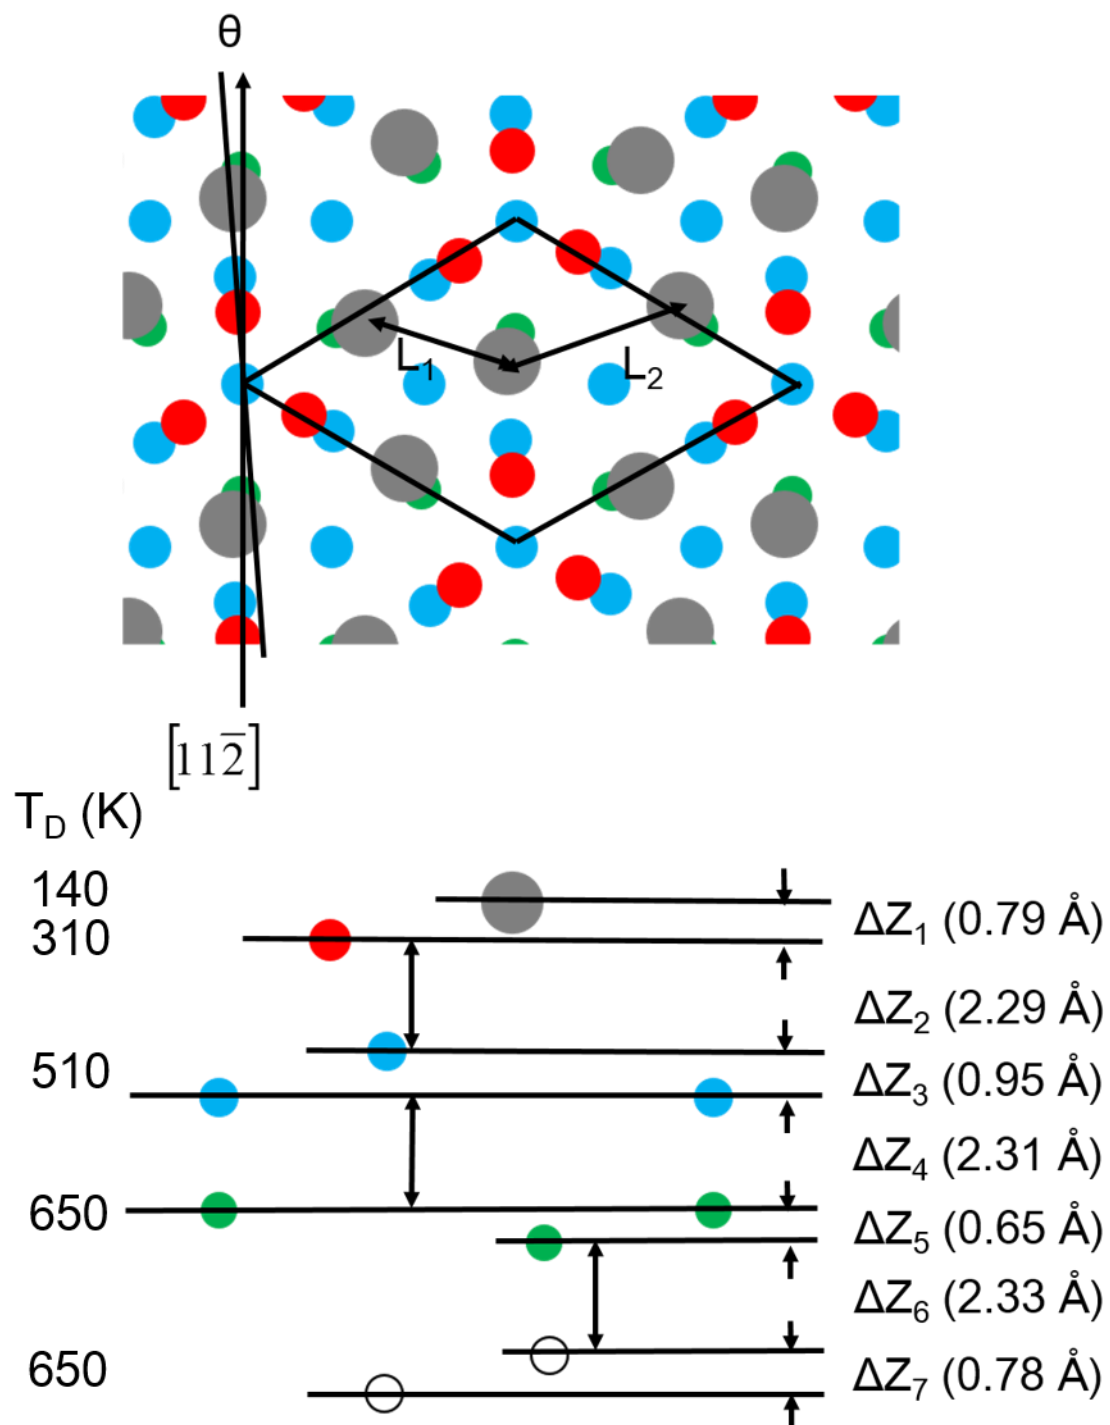 θ
L₁
L₂
[112̅]
T_D (K)
140
310
510
650
650
ΔZ₁ (0.79 Å)
ΔZ₂ (2.29 Å)
ΔZ₃ (0.95 Å)
ΔZ₄ (2.31 Å)
ΔZ₅ (0.65 Å)
ΔZ₆ (2.33 Å)
ΔZ₇ (0.78 Å)